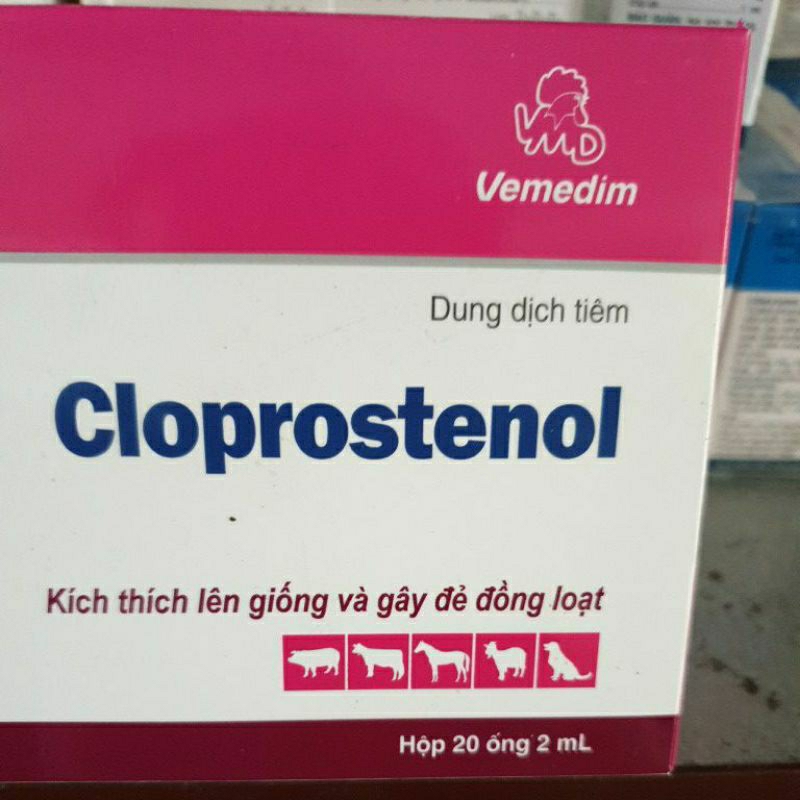 VMD
Vemedim
Dung dịch tiêm
Cloprostenol
Kích thích lên giống và gây đẻ đồng loạt
Hộp 20 ống 2 mL